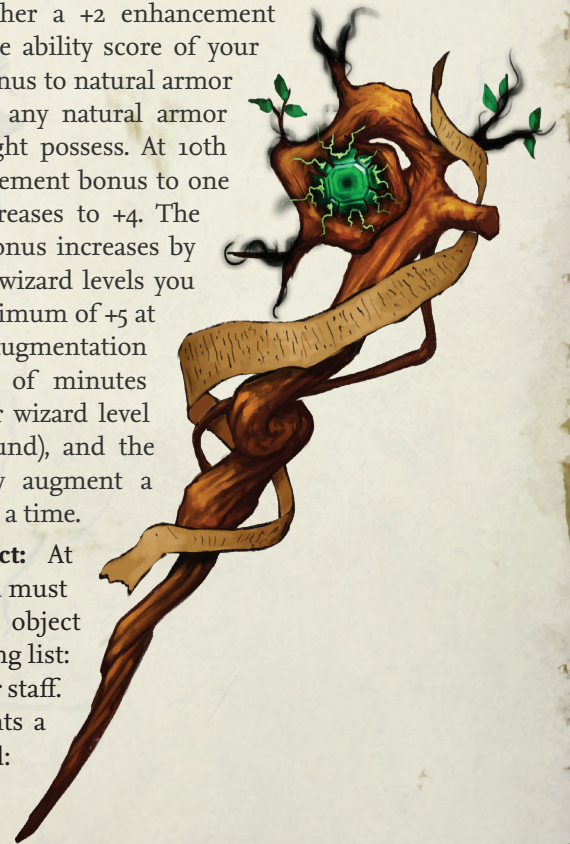 her a +2 enhancement
e ability score of your
nus to natural armor
any natural armor
ght possess. At 10th
ement bonus to one
reases to +4. The
onus increases by
wizard levels you
imum of +5 at
augmentation
of minutes
r wizard level
und), and the
y augment a
a time.
ct: At
must
object
ng list:
r staff.
nts a
l: